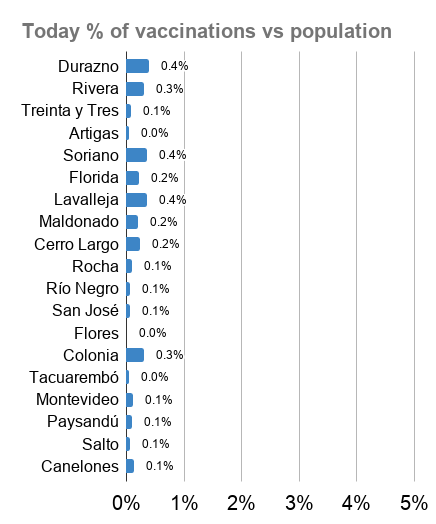 Today % of vaccinations vs population
Durazno 0.4%
Rivera 0.3%
Treinta y Tres 0.1%
Artigas 0.0%
Soriano 0.4%
Florida 0.2%
Lavalleja 0.4%
Maldonado 0.2%
Cerro Largo 0.2%
Rocha 0.1%
Río Negro 0.1%
San José 0.1%
Flores 0.0%
Colonia 0.3%
Tacuarembó 0.0%
Montevideo 0.1%
Paysandú 0.1%
Salto 0.1%
Canelones 0.1%
0% 1% 2% 3% 4% 5%